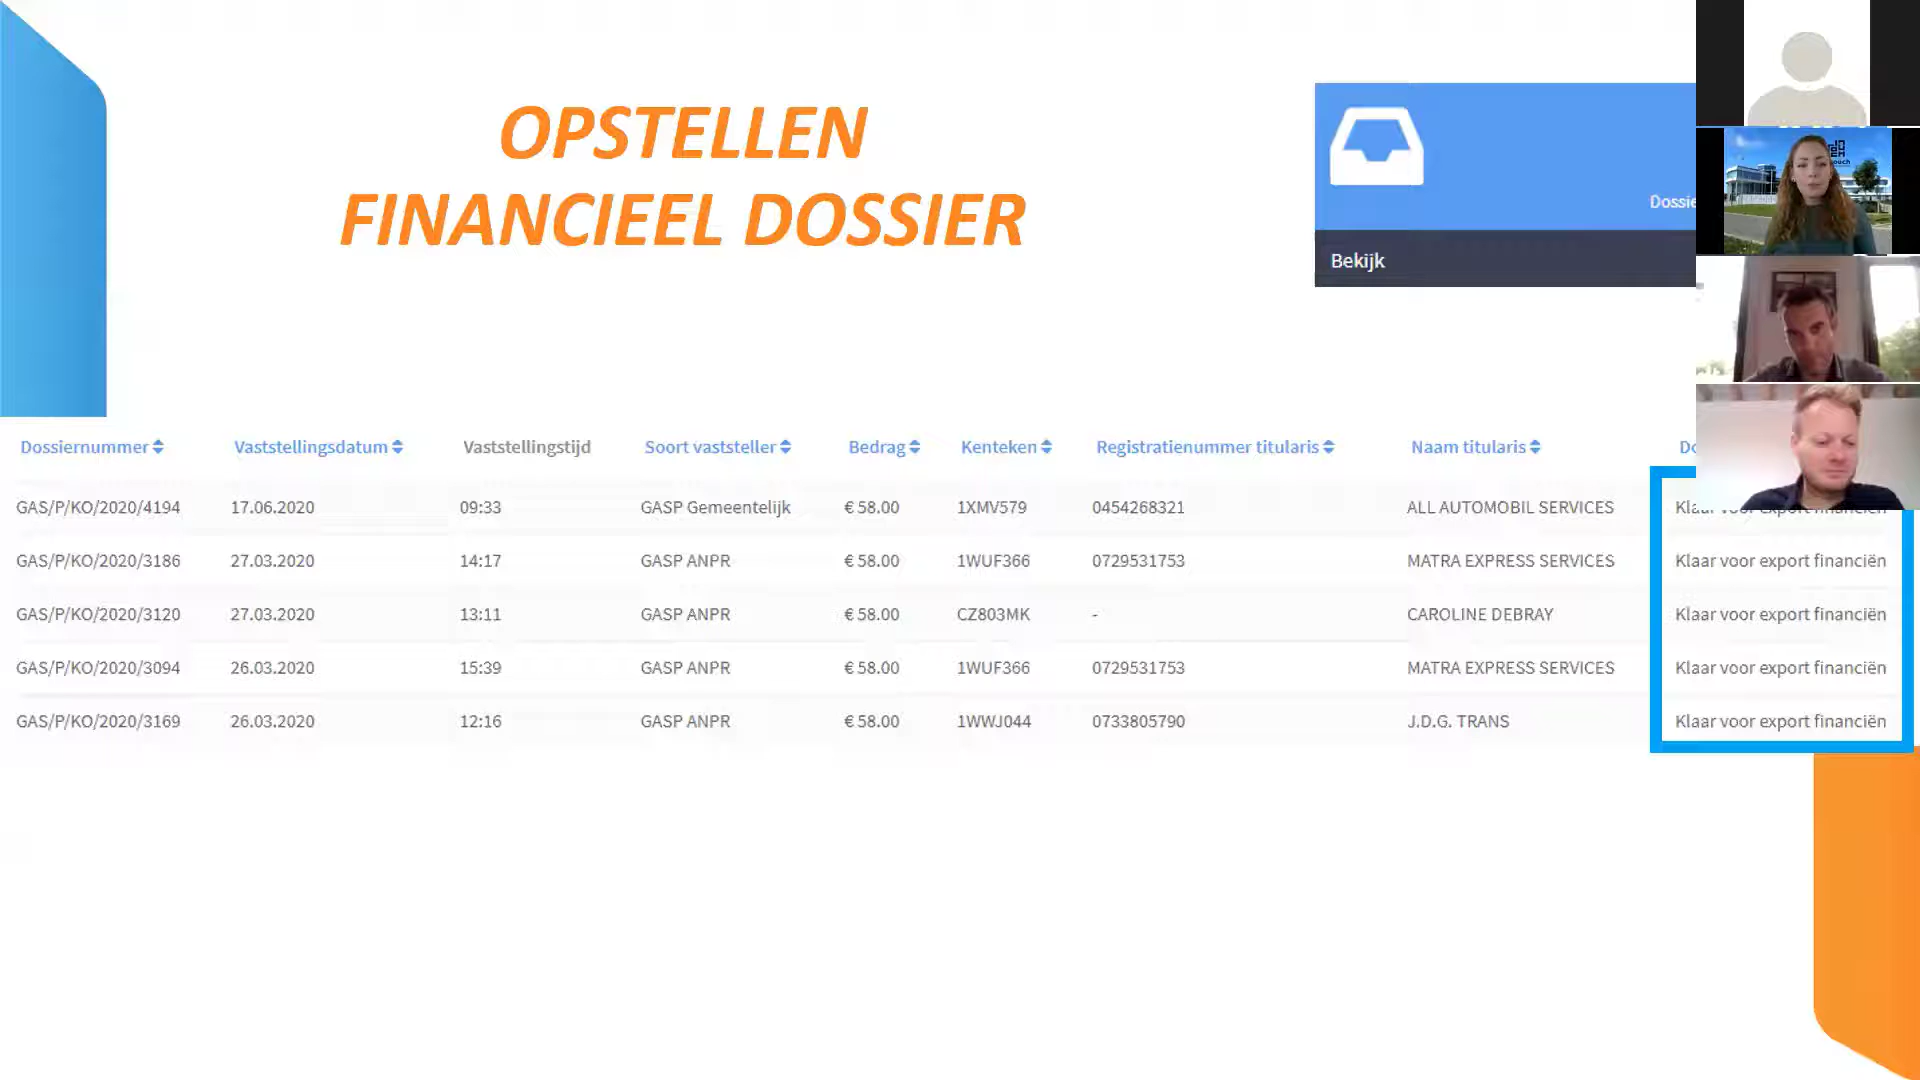 OPSTELLEN
FINANCIEEL DOSSIER
Bekijk
Dossiernummer Vaststellingsdatum Vaststellingstijd Soort vaststeller Bedrag Kenteken Registratienummer titularis Naam titularis
GAS/P/KO/2020/4194 17.06.2020 09:33 GASP Gemeentelijk € 58.00 1XMV579 0454268321 ALL AUTOMOBIL SERVICES Klaar voor export financiën
GAS/P/KO/2020/3186 27.03.2020 14:17 GASP ANPR € 58.00 1WUF366 0729531753 MATRA EXPRESS SERVICES Klaar voor export financiën
GAS/P/KO/2020/3120 27.03.2020 13:11 GASP ANPR € 58.00 CZ803MK - CAROLINE DEBRAY Klaar voor export financiën
GAS/P/KO/2020/3094 26.03.2020 15:39 GASP ANPR € 58.00 1WUF366 0729531753 MATRA EXPRESS SERVICES Klaar voor export financiën
GAS/P/KO/2020/3169 26.03.2020 12:16 GASP ANPR € 58.00 1WWJ044 0733805790 J.D.G. TRANS Klaar voor export financiën